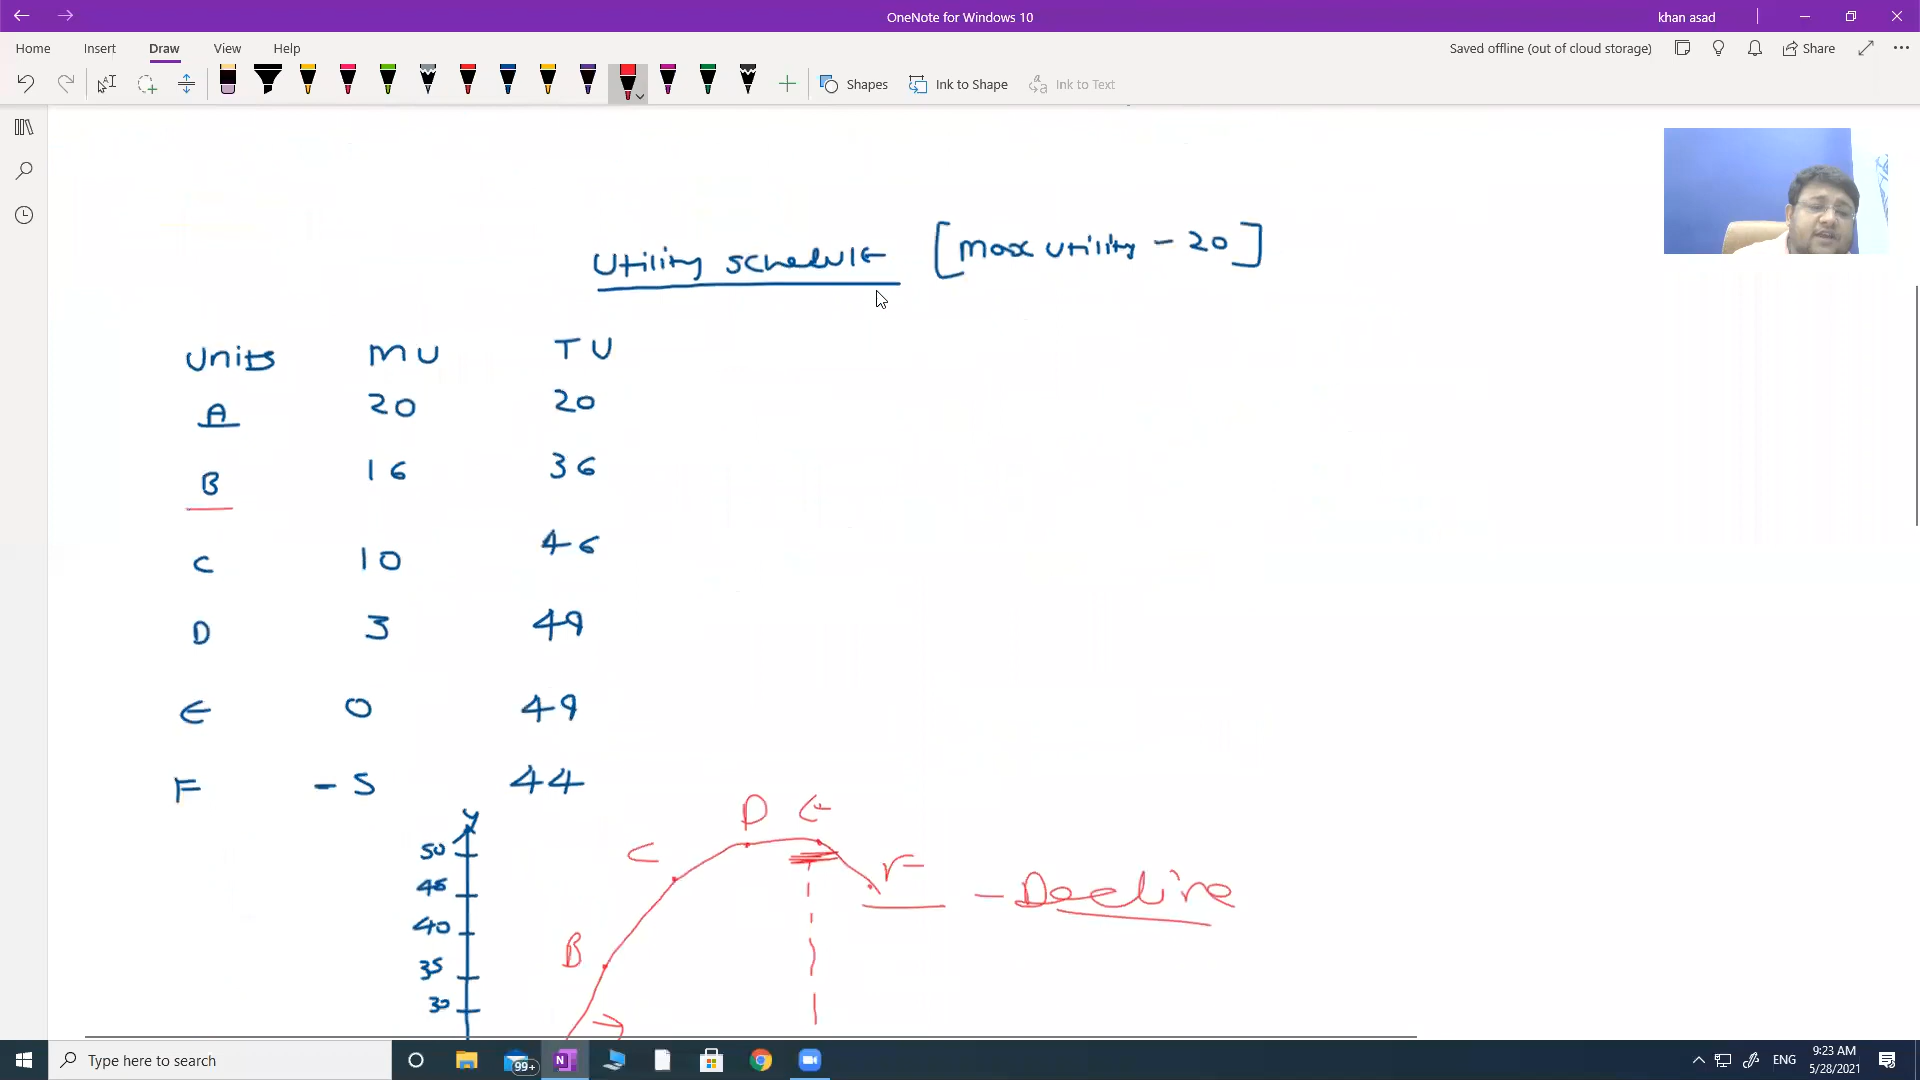 OneNote for Windows 10
khan asad
Home Insert Draw View Help
Saved offline (out of cloud storage)
Share
Shapes
Ink to Shape
Ink to Text
Utility schedule [max utility - 20]
Units MU TU
A 20 20
B 16 36
C 10 46
D 3 49
E 0 49
F -5 44
y
50
45
40
35
30
B
C
D
E
F
- Decline
Type here to search
99+
ENG
9:23 AM
5/28/2021